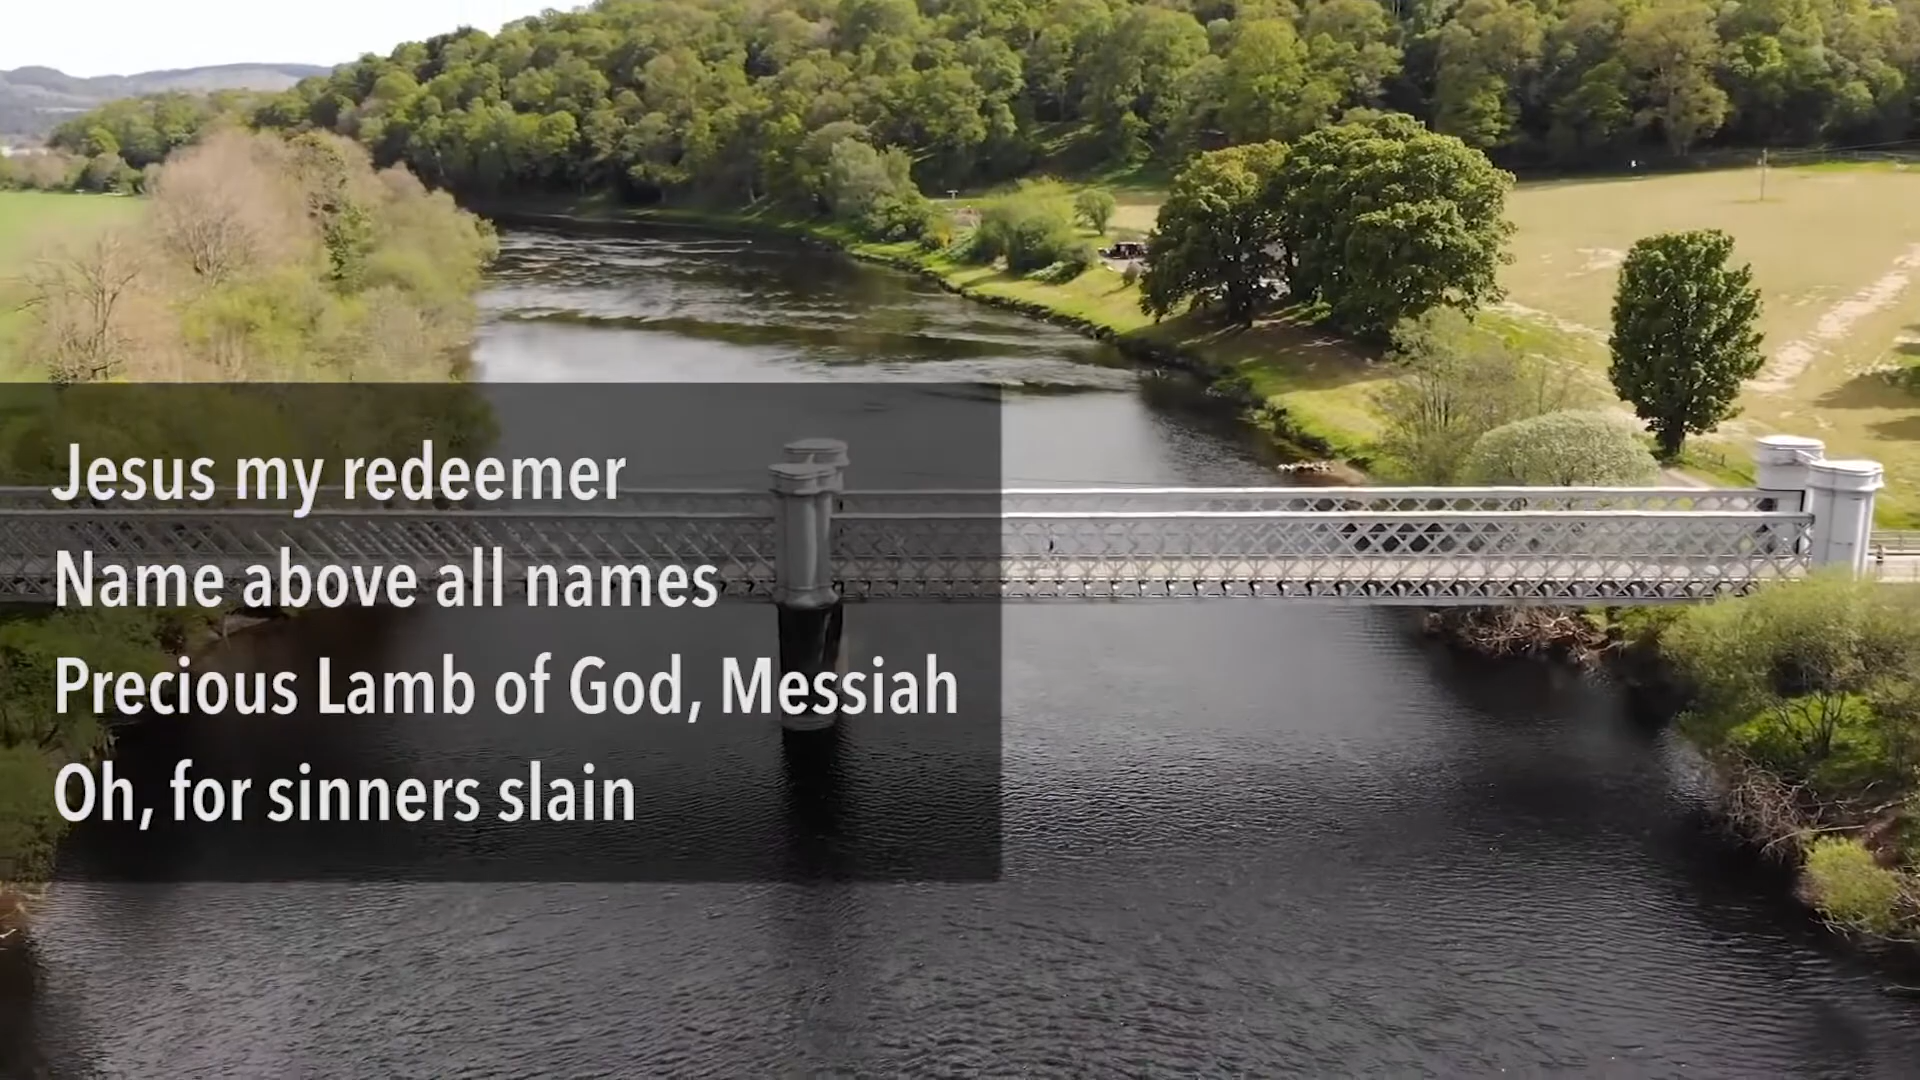 Jesus my redeemer
Name above all names
Precious Lamb of God, Messiah
Oh, for sinners slain